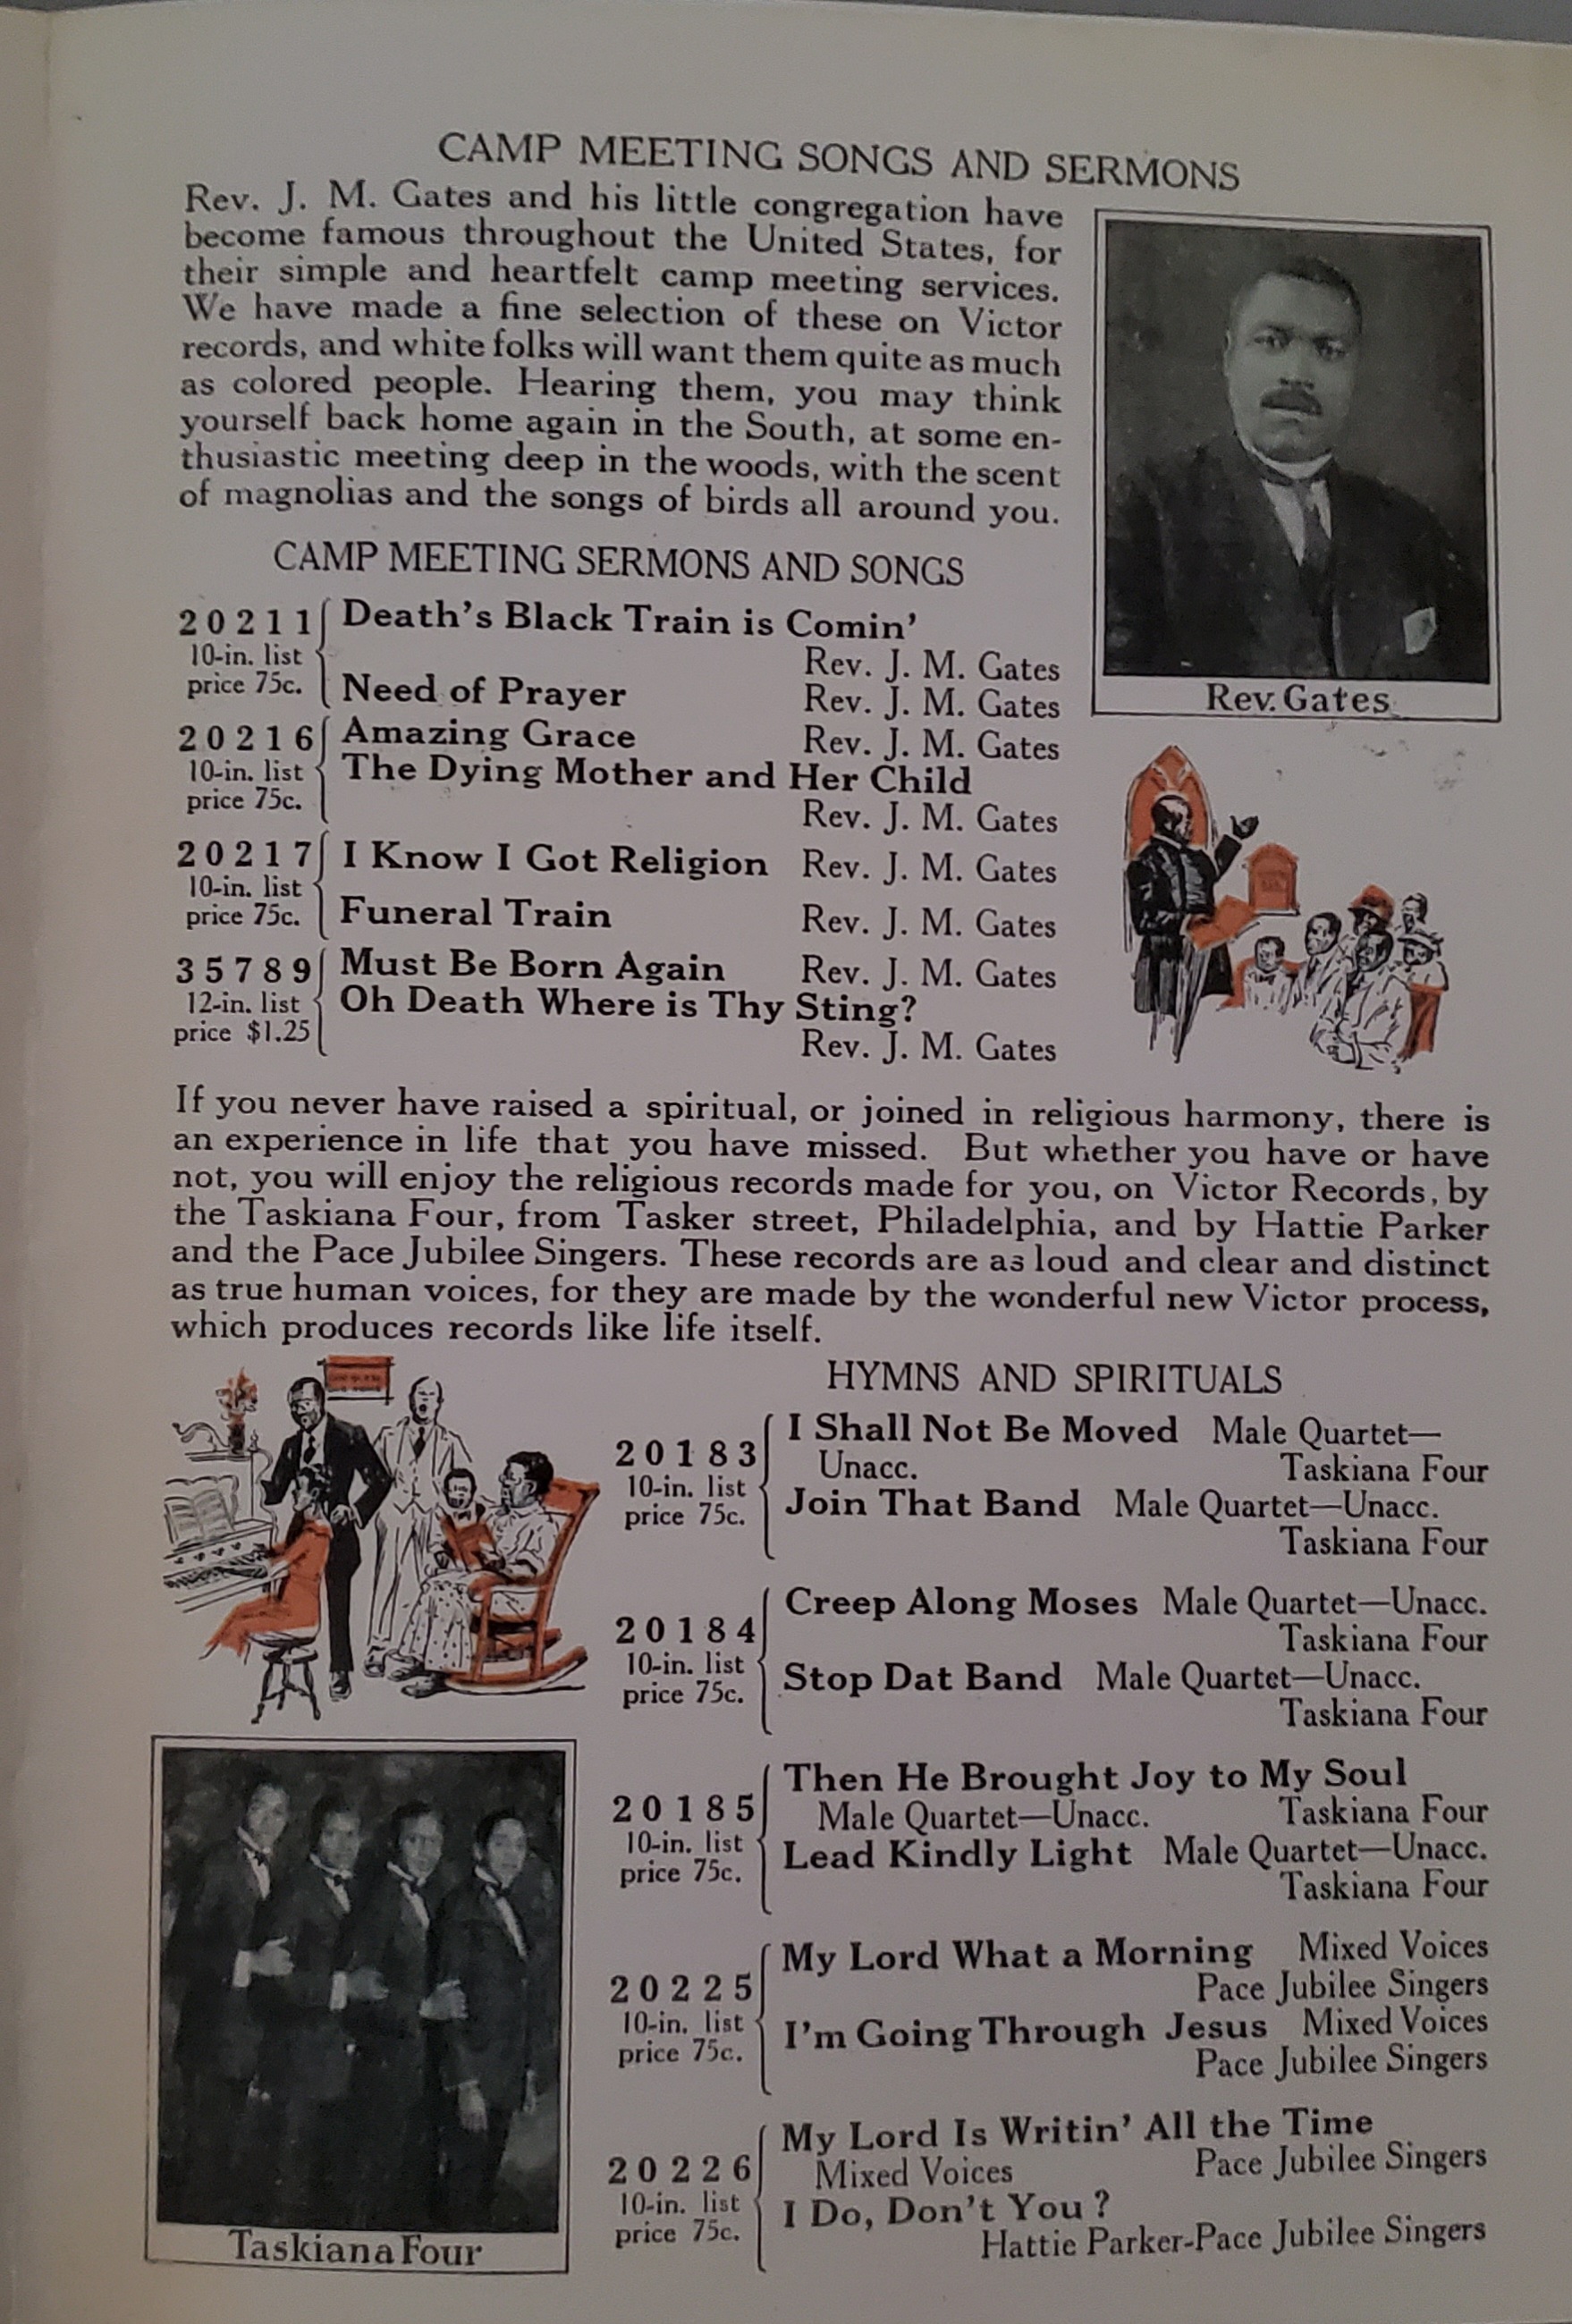 CAMP MEETING SONGS AND SERMONS
Rev. J. M. Gates and his little congregation have
become famous throughout the United States, for
their simple and heartfelt camp meeting services.
We have made a fine selection of these on Victor
records, and white folks will want them quite as much
as colored people. Hearing them, you may think
yourself back home again in the South, at some en-
thusiastic meeting deep in the woods, with the scent
of magnolias and the songs of birds all around you.
Rev. Gates
CAMP MEETING SERMONS AND SONGS
20211 Death's Black Train is Comin'
10-in. list Rev. J. M. Gates
price 75c. Need of Prayer Rev. J. M. Gates
20216 Amazing Grace Rev. J. M. Gates
10-in. list The Dying Mother and Her Child
price 75c. Rev. J. M. Gates
20217 I Know I Got Religion Rev. J. M. Gates
10-in. list
price 75c. Funeral Train Rev. J. M. Gates
35789 Must Be Born Again Rev. J. M. Gates
12-in. list Oh Death Where is Thy Sting?
price $1.25 Rev. J. M. Gates
If you never have raised a spiritual, or joined in religious harmony, there is
an experience in life that you have missed. But whether you have or have
not, you will enjoy the religious records made for you, on Victor Records, by
the Taskiana Four, from Tasker street, Philadelphia, and by Hattie Parker
and the Pace Jubilee Singers. These records are as loud and clear and distinct
as true human voices, for they are made by the wonderful new Victor process,
which produces records like life itself.
HYMNS AND SPIRITUALS
I Shall Not Be Moved Male Quartet—
20183 Unacc. Taskiana Four
10-in. list Join That Band Male Quartet—Unacc.
price 75c. Taskiana Four
Creep Along Moses Male Quartet—Unacc.
20184 Taskiana Four
10-in. list Stop Dat Band Male Quartet—Unacc.
price 75c. Taskiana Four
Then He Brought Joy to My Soul
20185 Male Quartet—Unacc. Taskiana Four
10-in. list Lead Kindly Light Male Quartet—Unacc.
price 75c. Taskiana Four
My Lord What a Morning Mixed Voices
20225 Pace Jubilee Singers
10-in. list I'm Going Through Jesus Mixed Voices
price 75c. Pace Jubilee Singers
My Lord Is Writin' All the Time
20226 Mixed Voices Pace Jubilee Singers
10-in. list I Do, Don't You?
price 75c. Hattie Parker-Pace Jubilee Singers
Taskiana Four